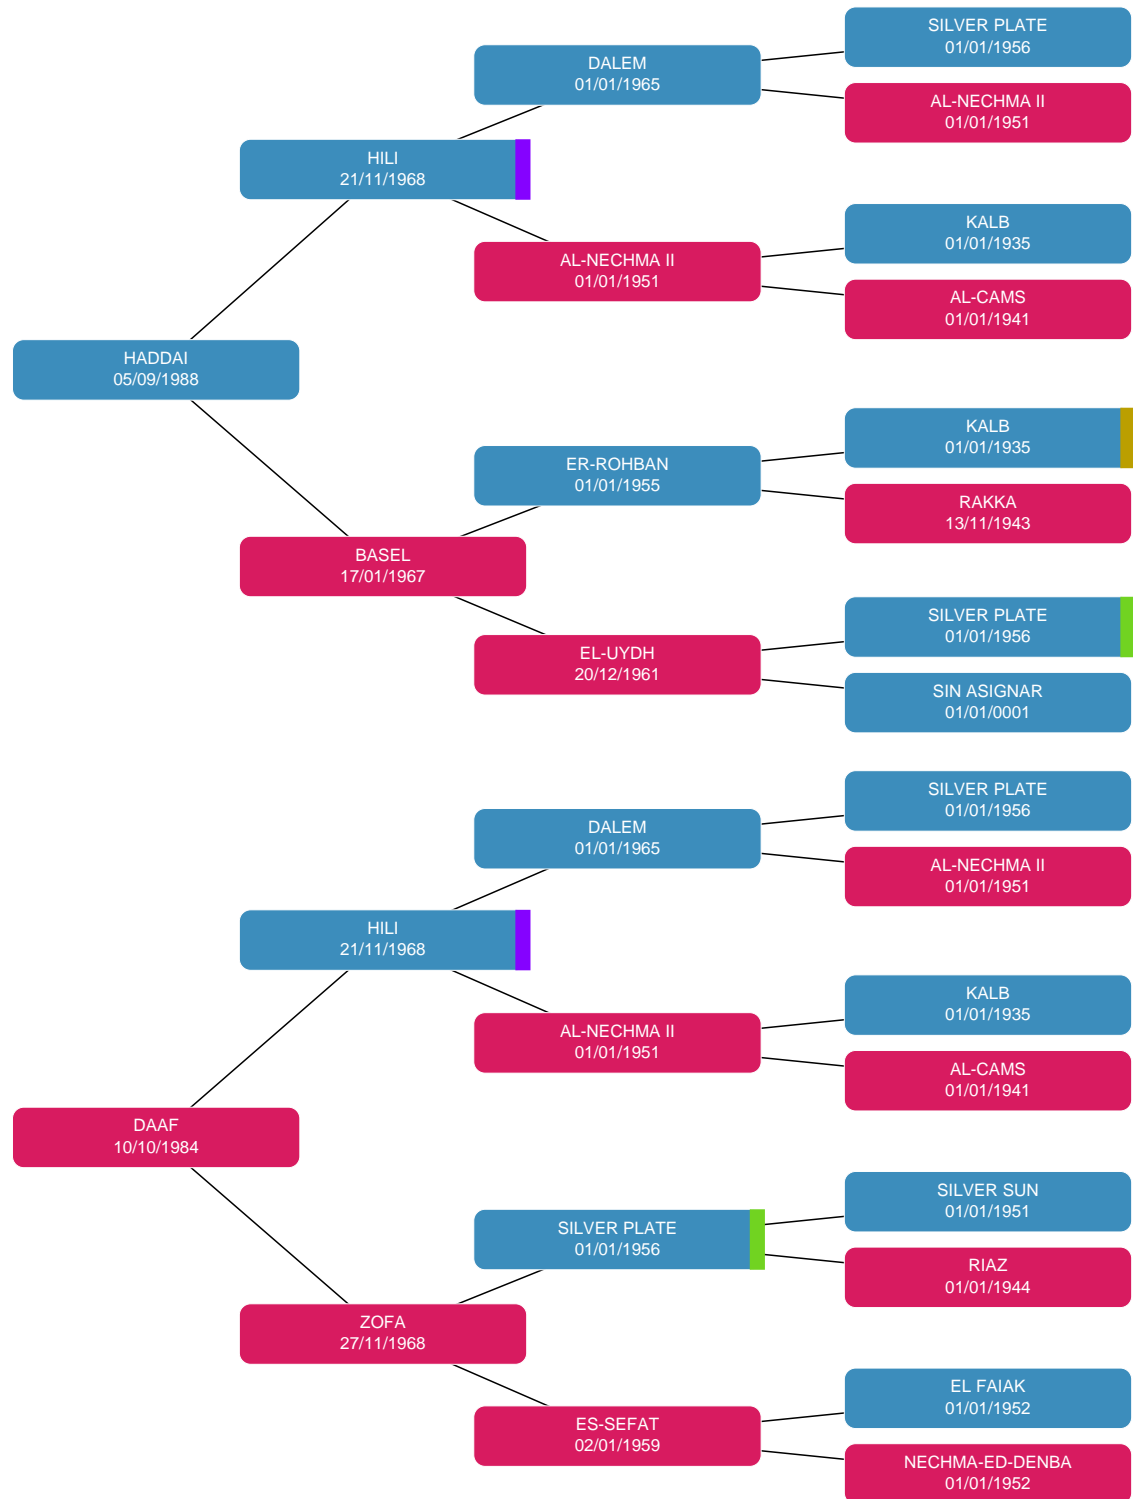 SILVER PLATE
01/01/1956
DALEM
01/01/1965
AL-NECHMA II
01/01/1951
HILI
21/11/1968
KALB
01/01/1935
AL-NECHMA II
01/01/1951
AL-CAMS
01/01/1941
HADDAI
05/09/1988
KALB
01/01/1935
ER-ROHBAN
01/01/1955
RAKKA
13/11/1943
BASEL
17/01/1967
SILVER PLATE
01/01/1956
EL-UYDH
20/12/1961
SIN ASIGNAR
01/01/0001
SILVER PLATE
01/01/1956
DALEM
01/01/1965
AL-NECHMA II
01/01/1951
HILI
21/11/1968
KALB
01/01/1935
AL-NECHMA II
01/01/1951
AL-CAMS
01/01/1941
DAAF
10/10/1984
SILVER SUN
01/01/1951
SILVER PLATE
01/01/1956
RIAZ
01/01/1944
ZOFA
27/11/1968
EL FAIAK
01/01/1952
ES-SEFAT
02/01/1959
NECHMA-ED-DENBA
01/01/1952